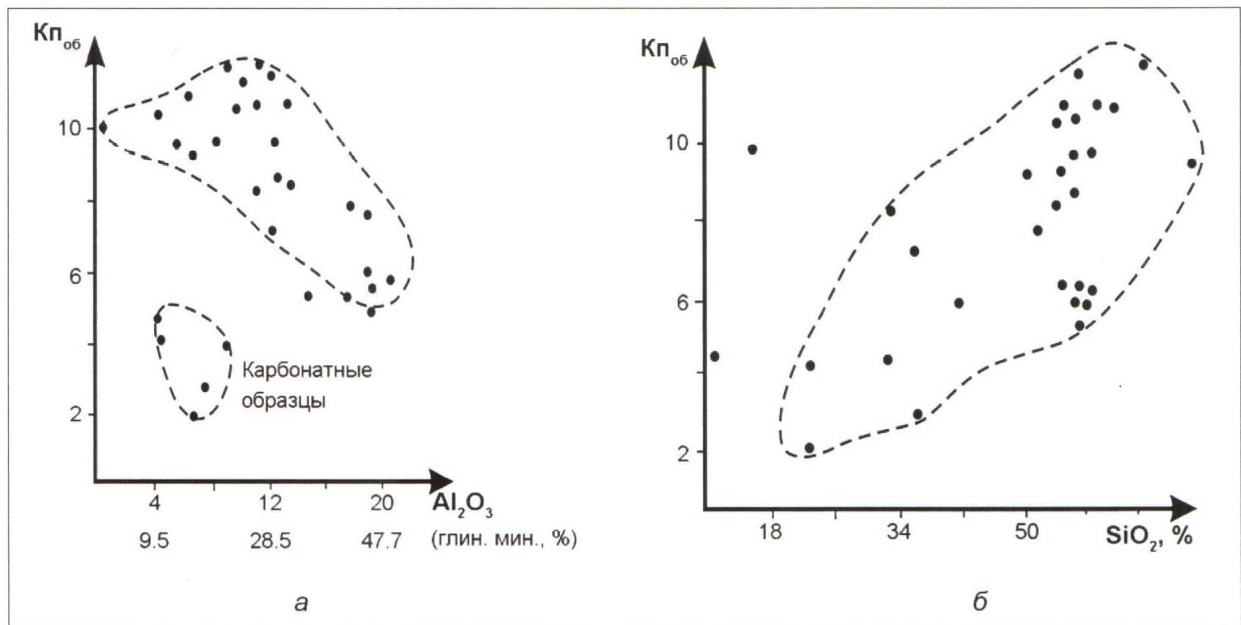 Кп об
10
6
2
Карбонатные
образцы
4 12 20 Al₂O₃
9.5 28.5 47.7 (глин. мин., %)
а
Кп об
10
6
2
18 34 50 SiO₂, %
б